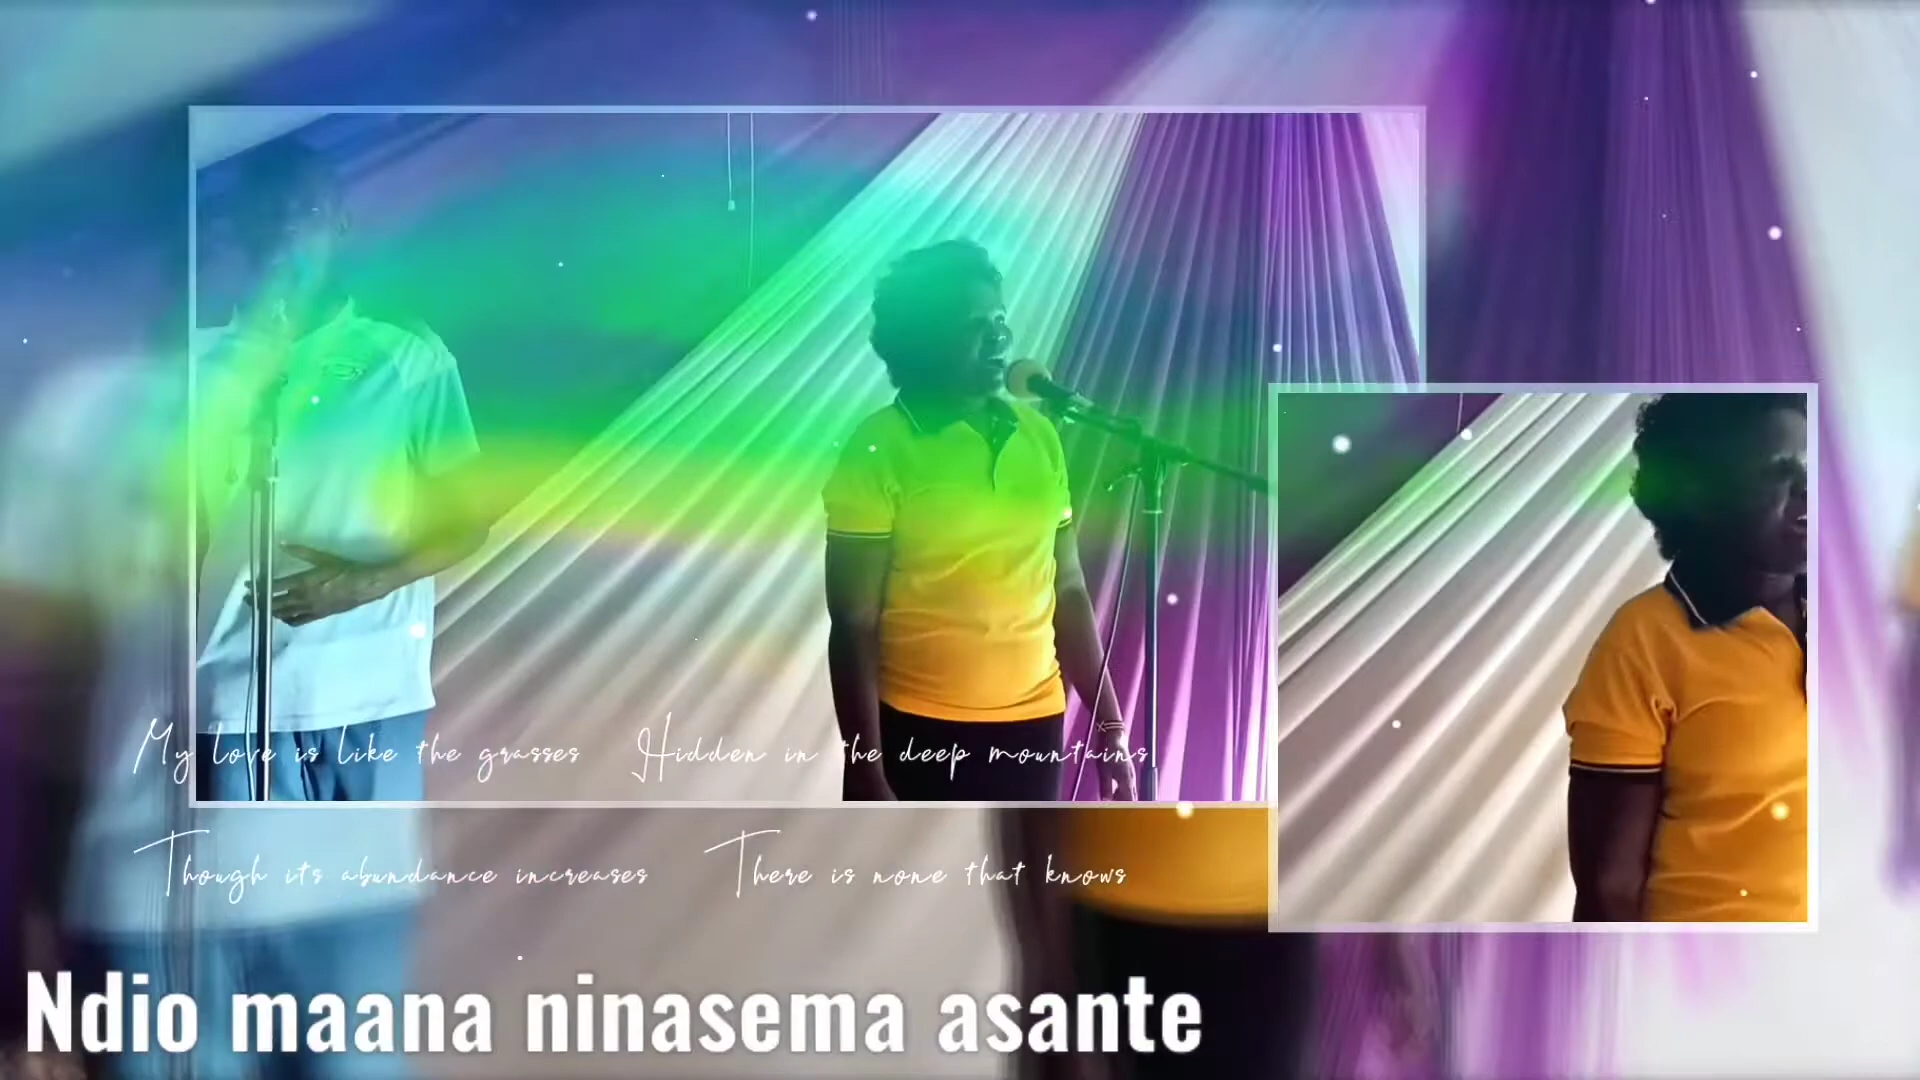 My love is like the grasses Hidden in the deep mountains
Though its abundance increases There is none that knows
Ndio maana ninasema asante